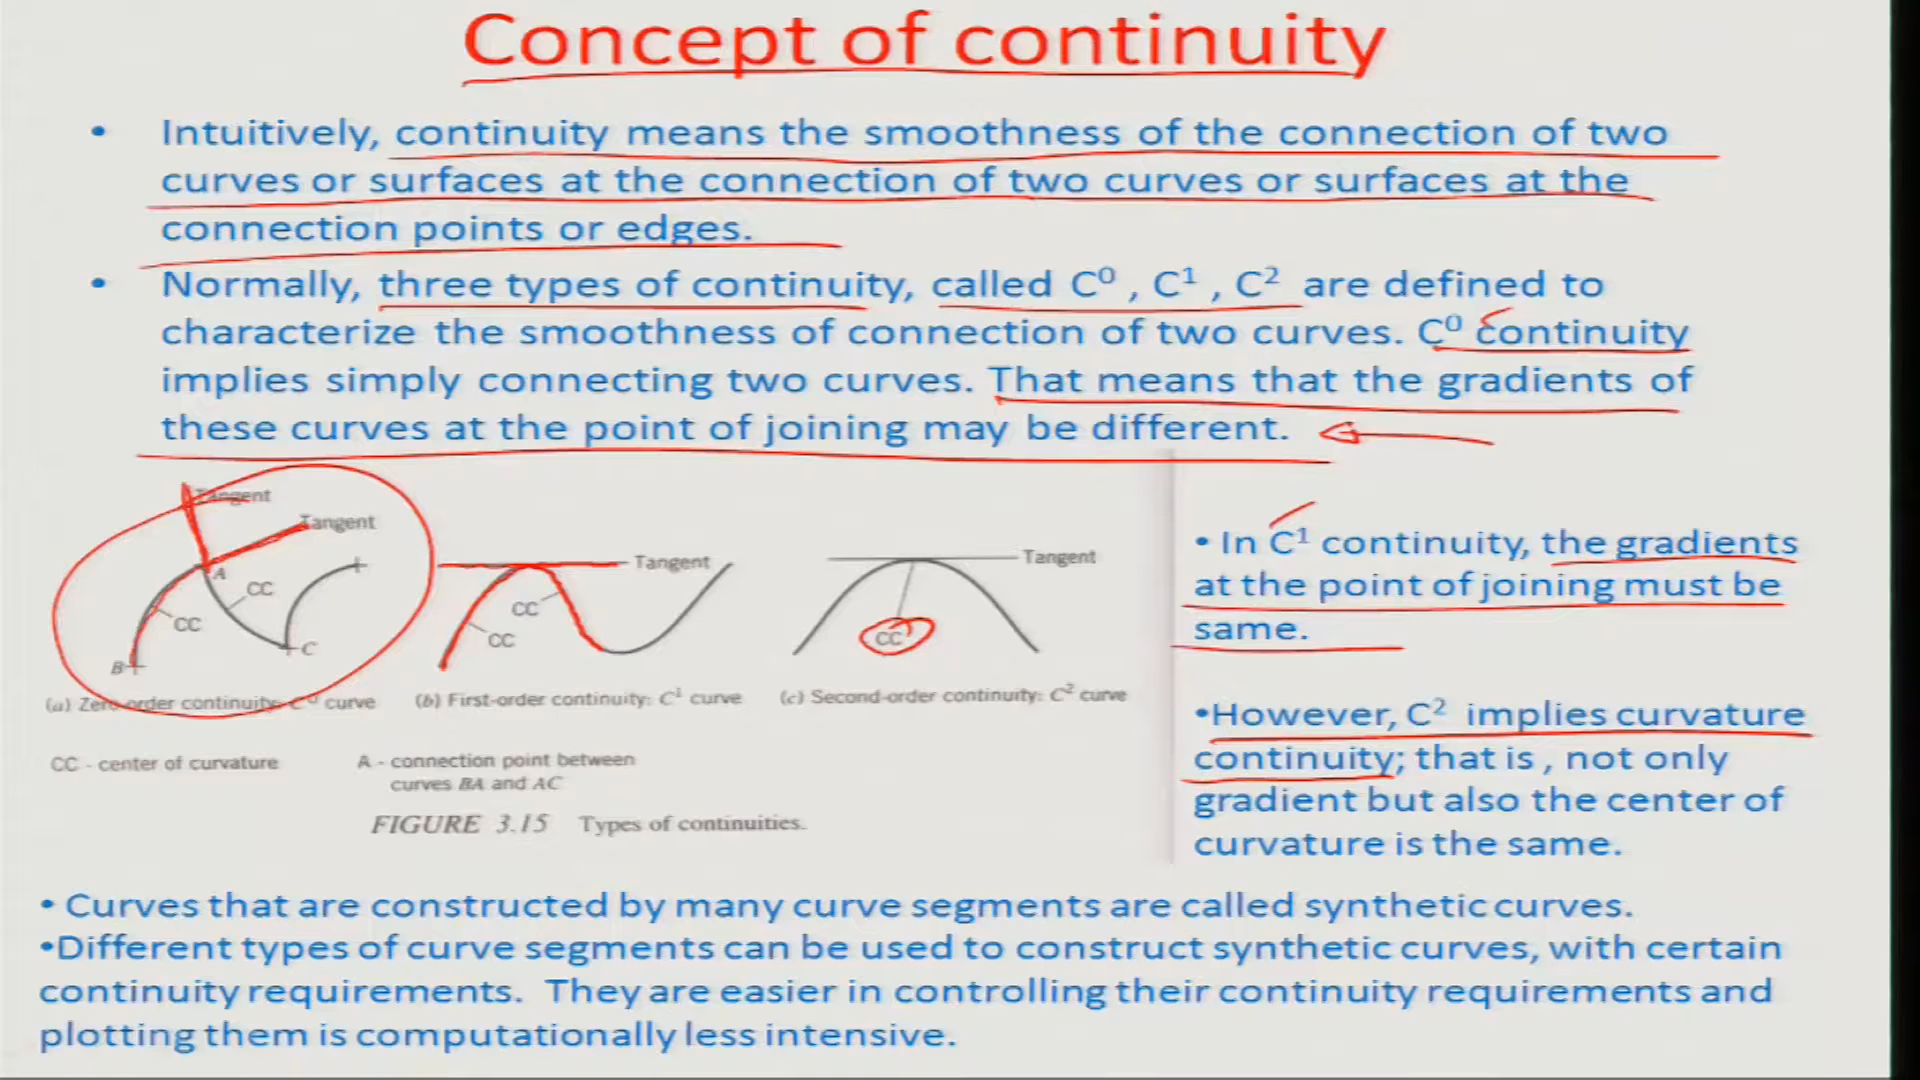 Concept of continuity
• Intuitively, continuity means the smoothness of the connection of two
curves or surfaces at the connection of two curves or surfaces at the
connection points or edges.
• Normally, three types of continuity, called C⁰ , C¹ , C² are defined to
characterize the smoothness of connection of two curves. C⁰ continuity
implies simply connecting two curves. That means that the gradients of
these curves at the point of joining may be different.
Tangent
Tangent
A
CC
CC
B
C
(a) Zero-order continuity: C⁰ curve
Tangent
CC
CC
(b) First-order continuity: C¹ curve
Tangent
CC
(c) Second-order continuity: C² curve
CC - center of curvature
A - connection point between
curves BA and AC
FIGURE 3.15 Types of continuities.
• In C¹ continuity, the gradients
at the point of joining must be
same.
•However, C² implies curvature
continuity; that is , not only
gradient but also the center of
curvature is the same.
• Curves that are constructed by many curve segments are called synthetic curves.
•Different types of curve segments can be used to construct synthetic curves, with certain
continuity requirements. They are easier in controlling their continuity requirements and
plotting them is computationally less intensive.